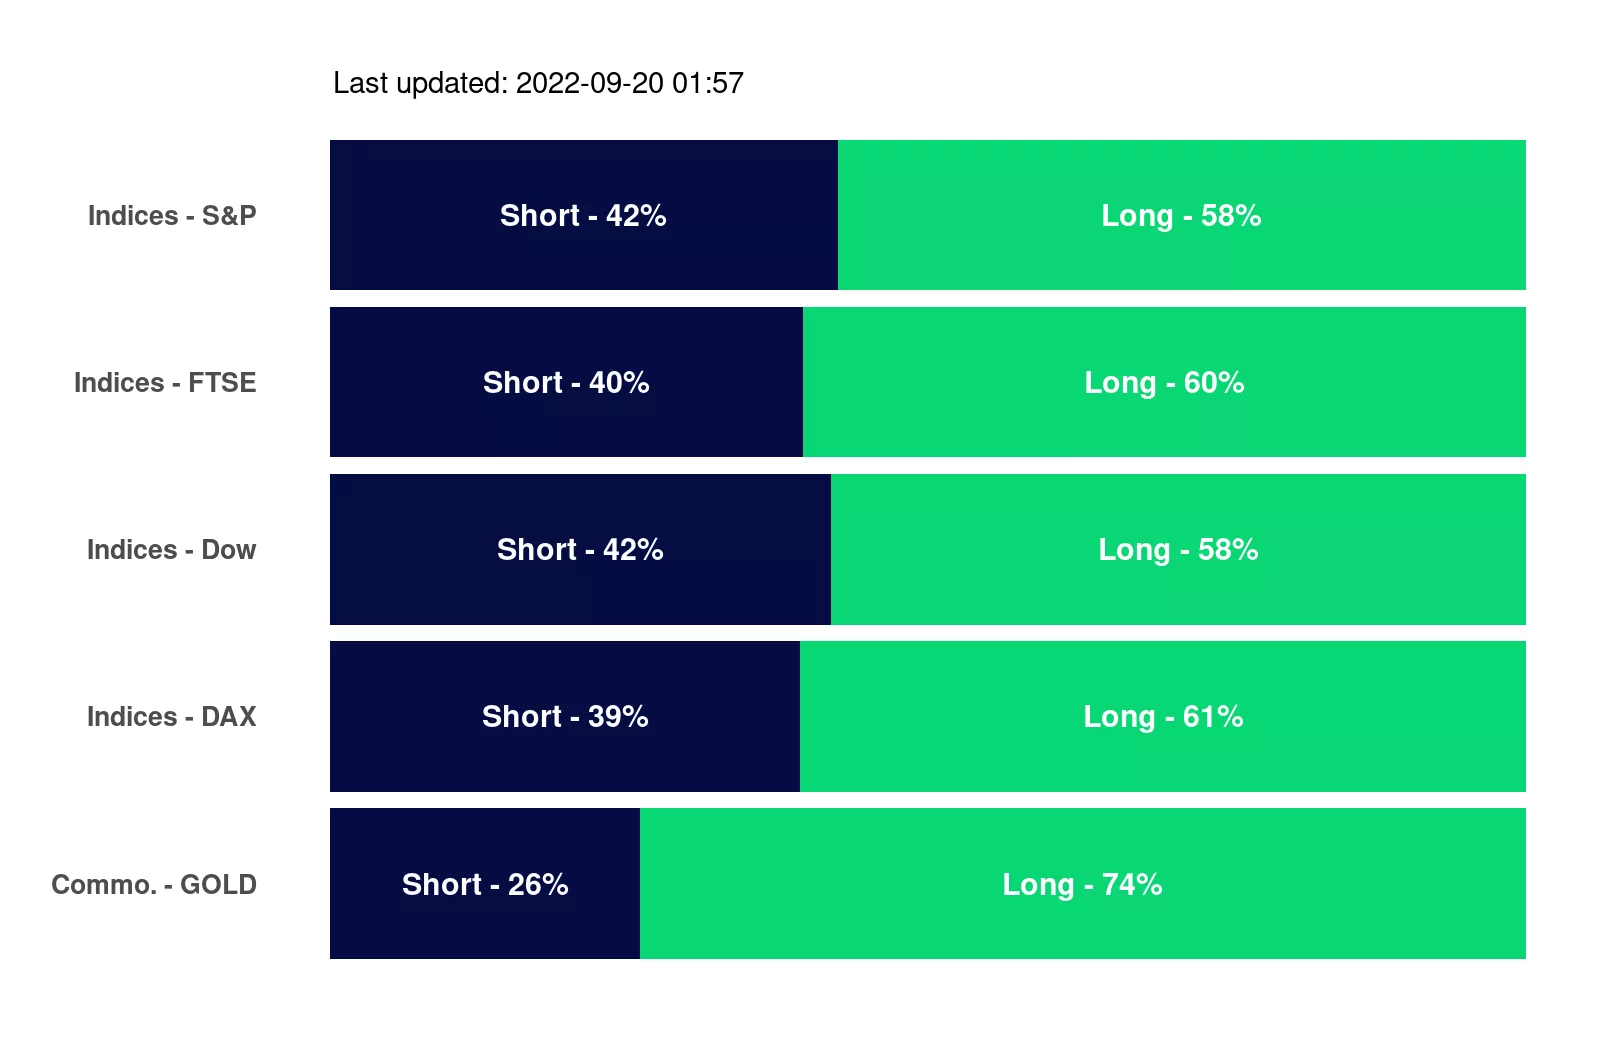 Last updated: 2022-09-20 01:57
Indices - S&P Short - 42% Long - 58%
Indices - FTSE Short - 40% Long - 60%
Indices - Dow Short - 42% Long - 58%
Indices - DAX Short - 39% Long - 61%
Commo. - GOLD Short - 26% Long - 74%